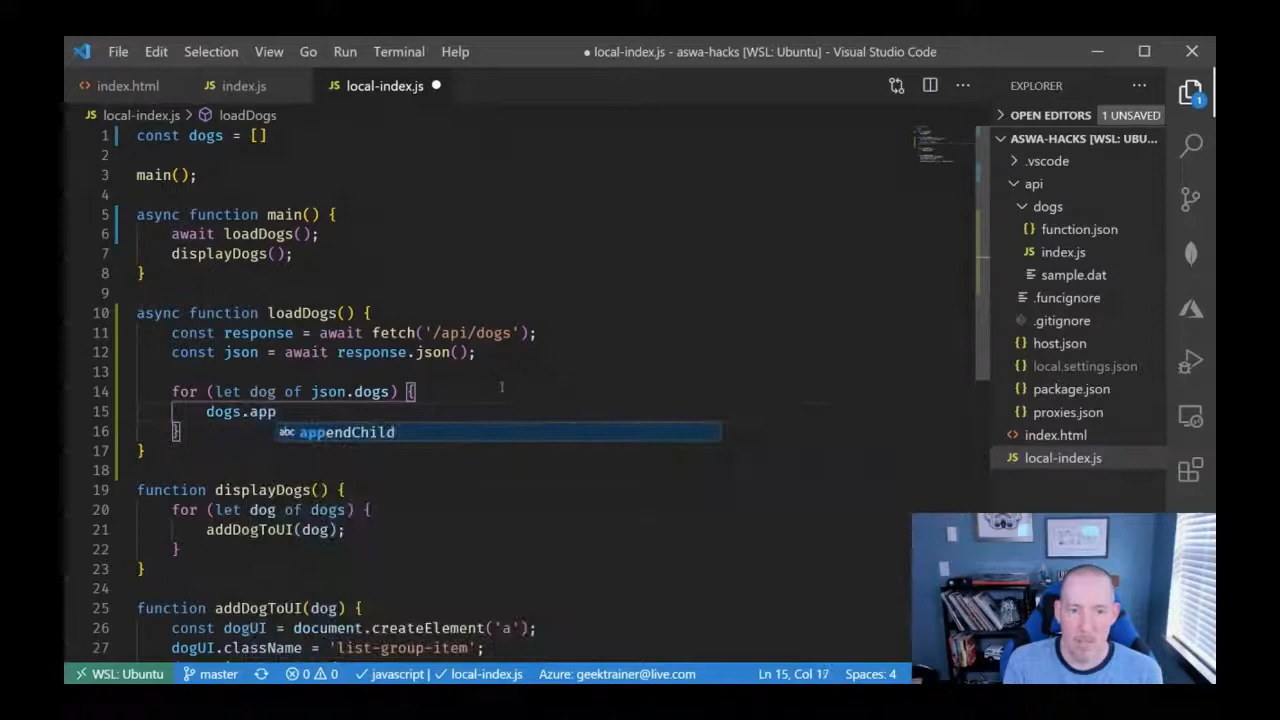 File Edit Selection View Go Run Terminal Help ● local-index.js - aswa-hacks [WSL: Ubuntu] - Visual Studio Code
<> index.html JS index.js JS local-index.js ● EXPLORER ...
JS local-index.js > loadDogs
> OPEN EDITORS 1 UNSAVED
1 const dogs = []
2
3 main();
4
5 async function main() {
6 await loadDogs();
7 displayDogs();
8 }
9
10 async function loadDogs() {
11 const response = await fetch('/api/dogs');
12 const json = await response.json();
13
14 for (let dog of json.dogs) {
15 dogs.app
abc appendChild
16 }
17 }
18
19 function displayDogs() {
20 for (let dog of dogs) {
21 addDogToUI(dog);
22 }
23 }
24
25 function addDogToUI(dog) {
26 const dogUI = document.createElement('a');
27 dogUI.className = 'list-group-item';
ASWA-HACKS [WSL: UBU...
> .vscode
api
dogs
{} function.json
JS index.js
sample.dat
.funcignore
.gitignore
{} host.json
{} local.settings.json
{} package.json
{} proxies.json
<> index.html
JS local-index.js
1
WSL: Ubuntu master 0 0 ✓ javascript | ✓ local-index.js Azure: geektrainer@live.com Ln 15, Col 17 Spaces: 4